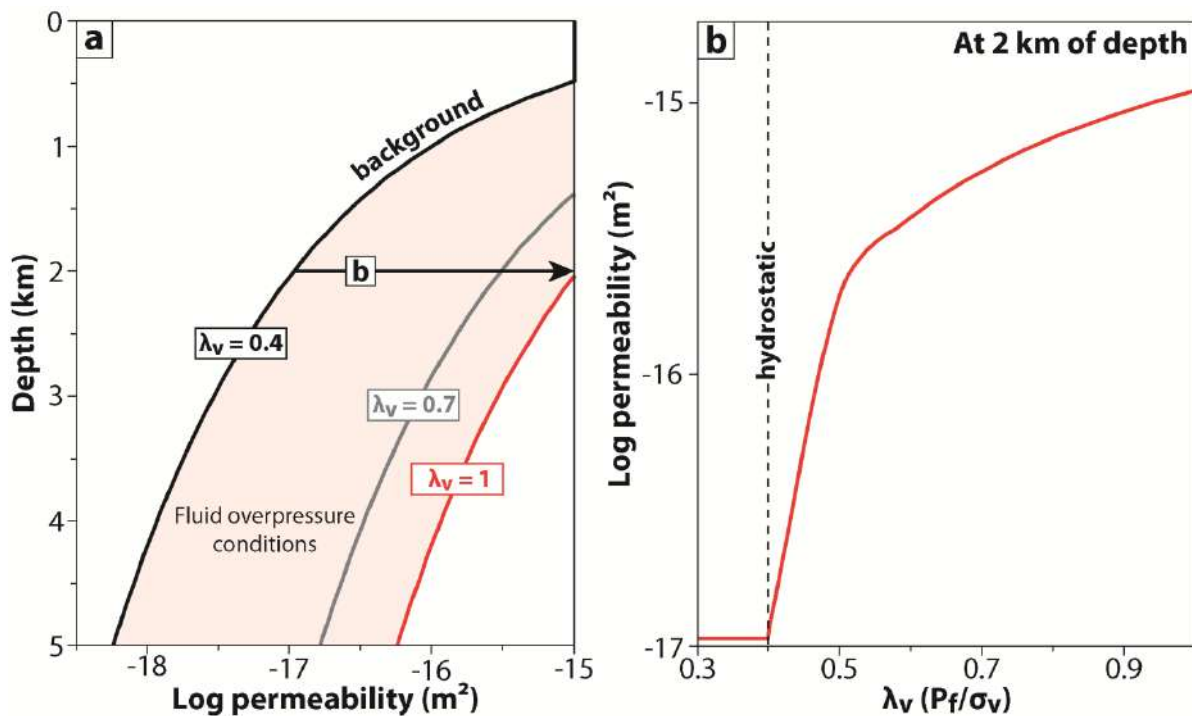 a
0
1
2
3
4
5
Depth (km)
background
b
λv = 0.4
λv = 0.7
λv = 1
Fluid overpressure
conditions
-18
-17
-16
-15
Log permeability (m²)
b
At 2 km of depth
-15
-16
-17
Log permeability (m²)
hydrostatic
0.3
0.5
0.7
0.9
λv (Pf/σv)